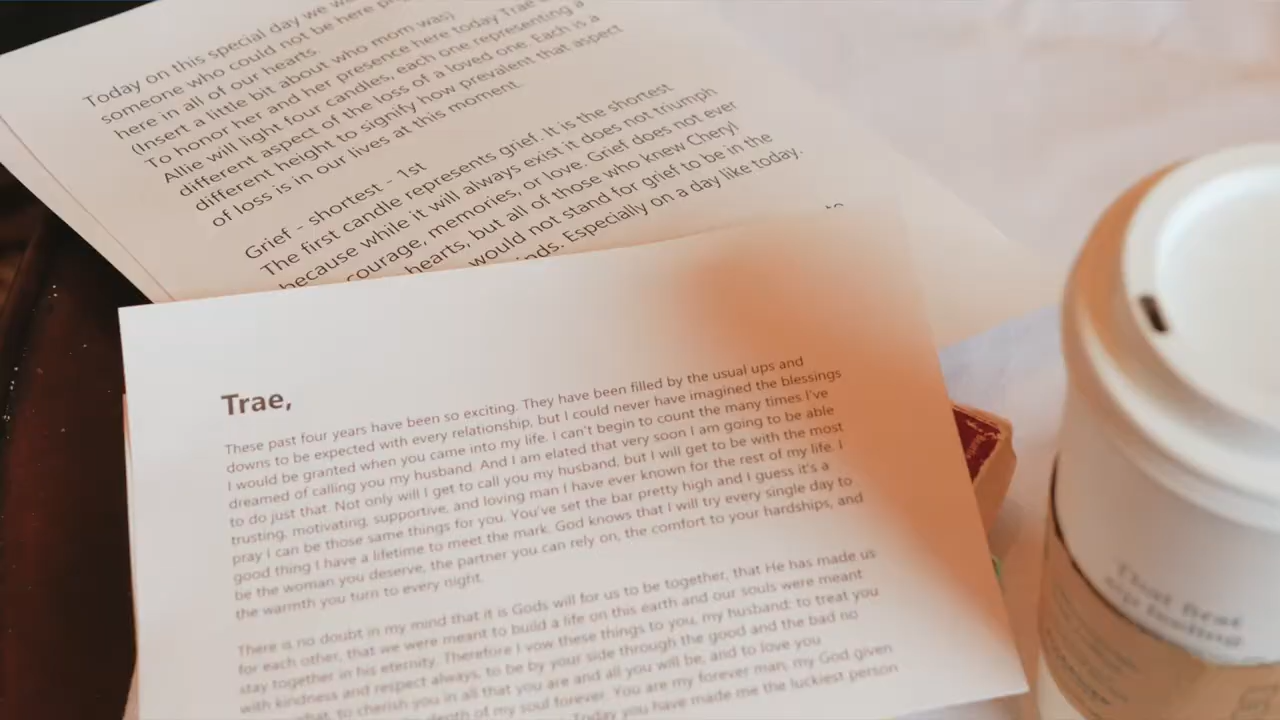 Today on this special day we
someone who could not be here
here in all of our hearts.
(Insert a little bit about who mom was)
To honor her and her presence here today Trae
Allie will light four candles, each one representing a
different aspect of the loss of a loved one. Each is a
different height to signify how prevalent that aspect
of loss is in our lives at this moment.
Grief - shortest - 1st
The first candle represents grief. It is the shortest
because while it will always exist it does not triumph
courage, memories, or love. Grief does not ever
hearts, but all of those who knew Cheryl
would not stand for grief to be in the
nds. Especially on a day like today.
to
Trae,
These past four years have been so exciting. They have been filled by the usual ups and
downs to be expected with every relationship, but I could never have imagined the blessings
I would be granted when you came into my life. I can't begin to count the many times I've
dreamed of calling you my husband. And I am elated that very soon I am going to be able
to do just that. Not only will I get to call you my husband, but I will get to be with the most
trusting, motivating, supportive, and loving man I have ever known for the rest of my life. I
pray I can be those same things for you. You've set the bar pretty high and I guess it's a
good thing I have a lifetime to meet the mark. God knows that I will try every single day to
be the woman you deserve, the partner you can rely on, the comfort to your hardships, and
the warmth you turn to every night.
There is no doubt in my mind that it is Gods will for us to be together, that He has made us
for each other, that we were meant to build a life on this earth and our souls were meant
stay together in his eternity. Therefore I vow these things to you, my husband: to treat you
with kindness and respect always, to be by your side through the good and the bad no
what, to cherish you in all that you are and all you will be, and to love you
depth of my soul forever. You are my forever man, my God given
Today you have made me the luckiest person
That first
sip feeling